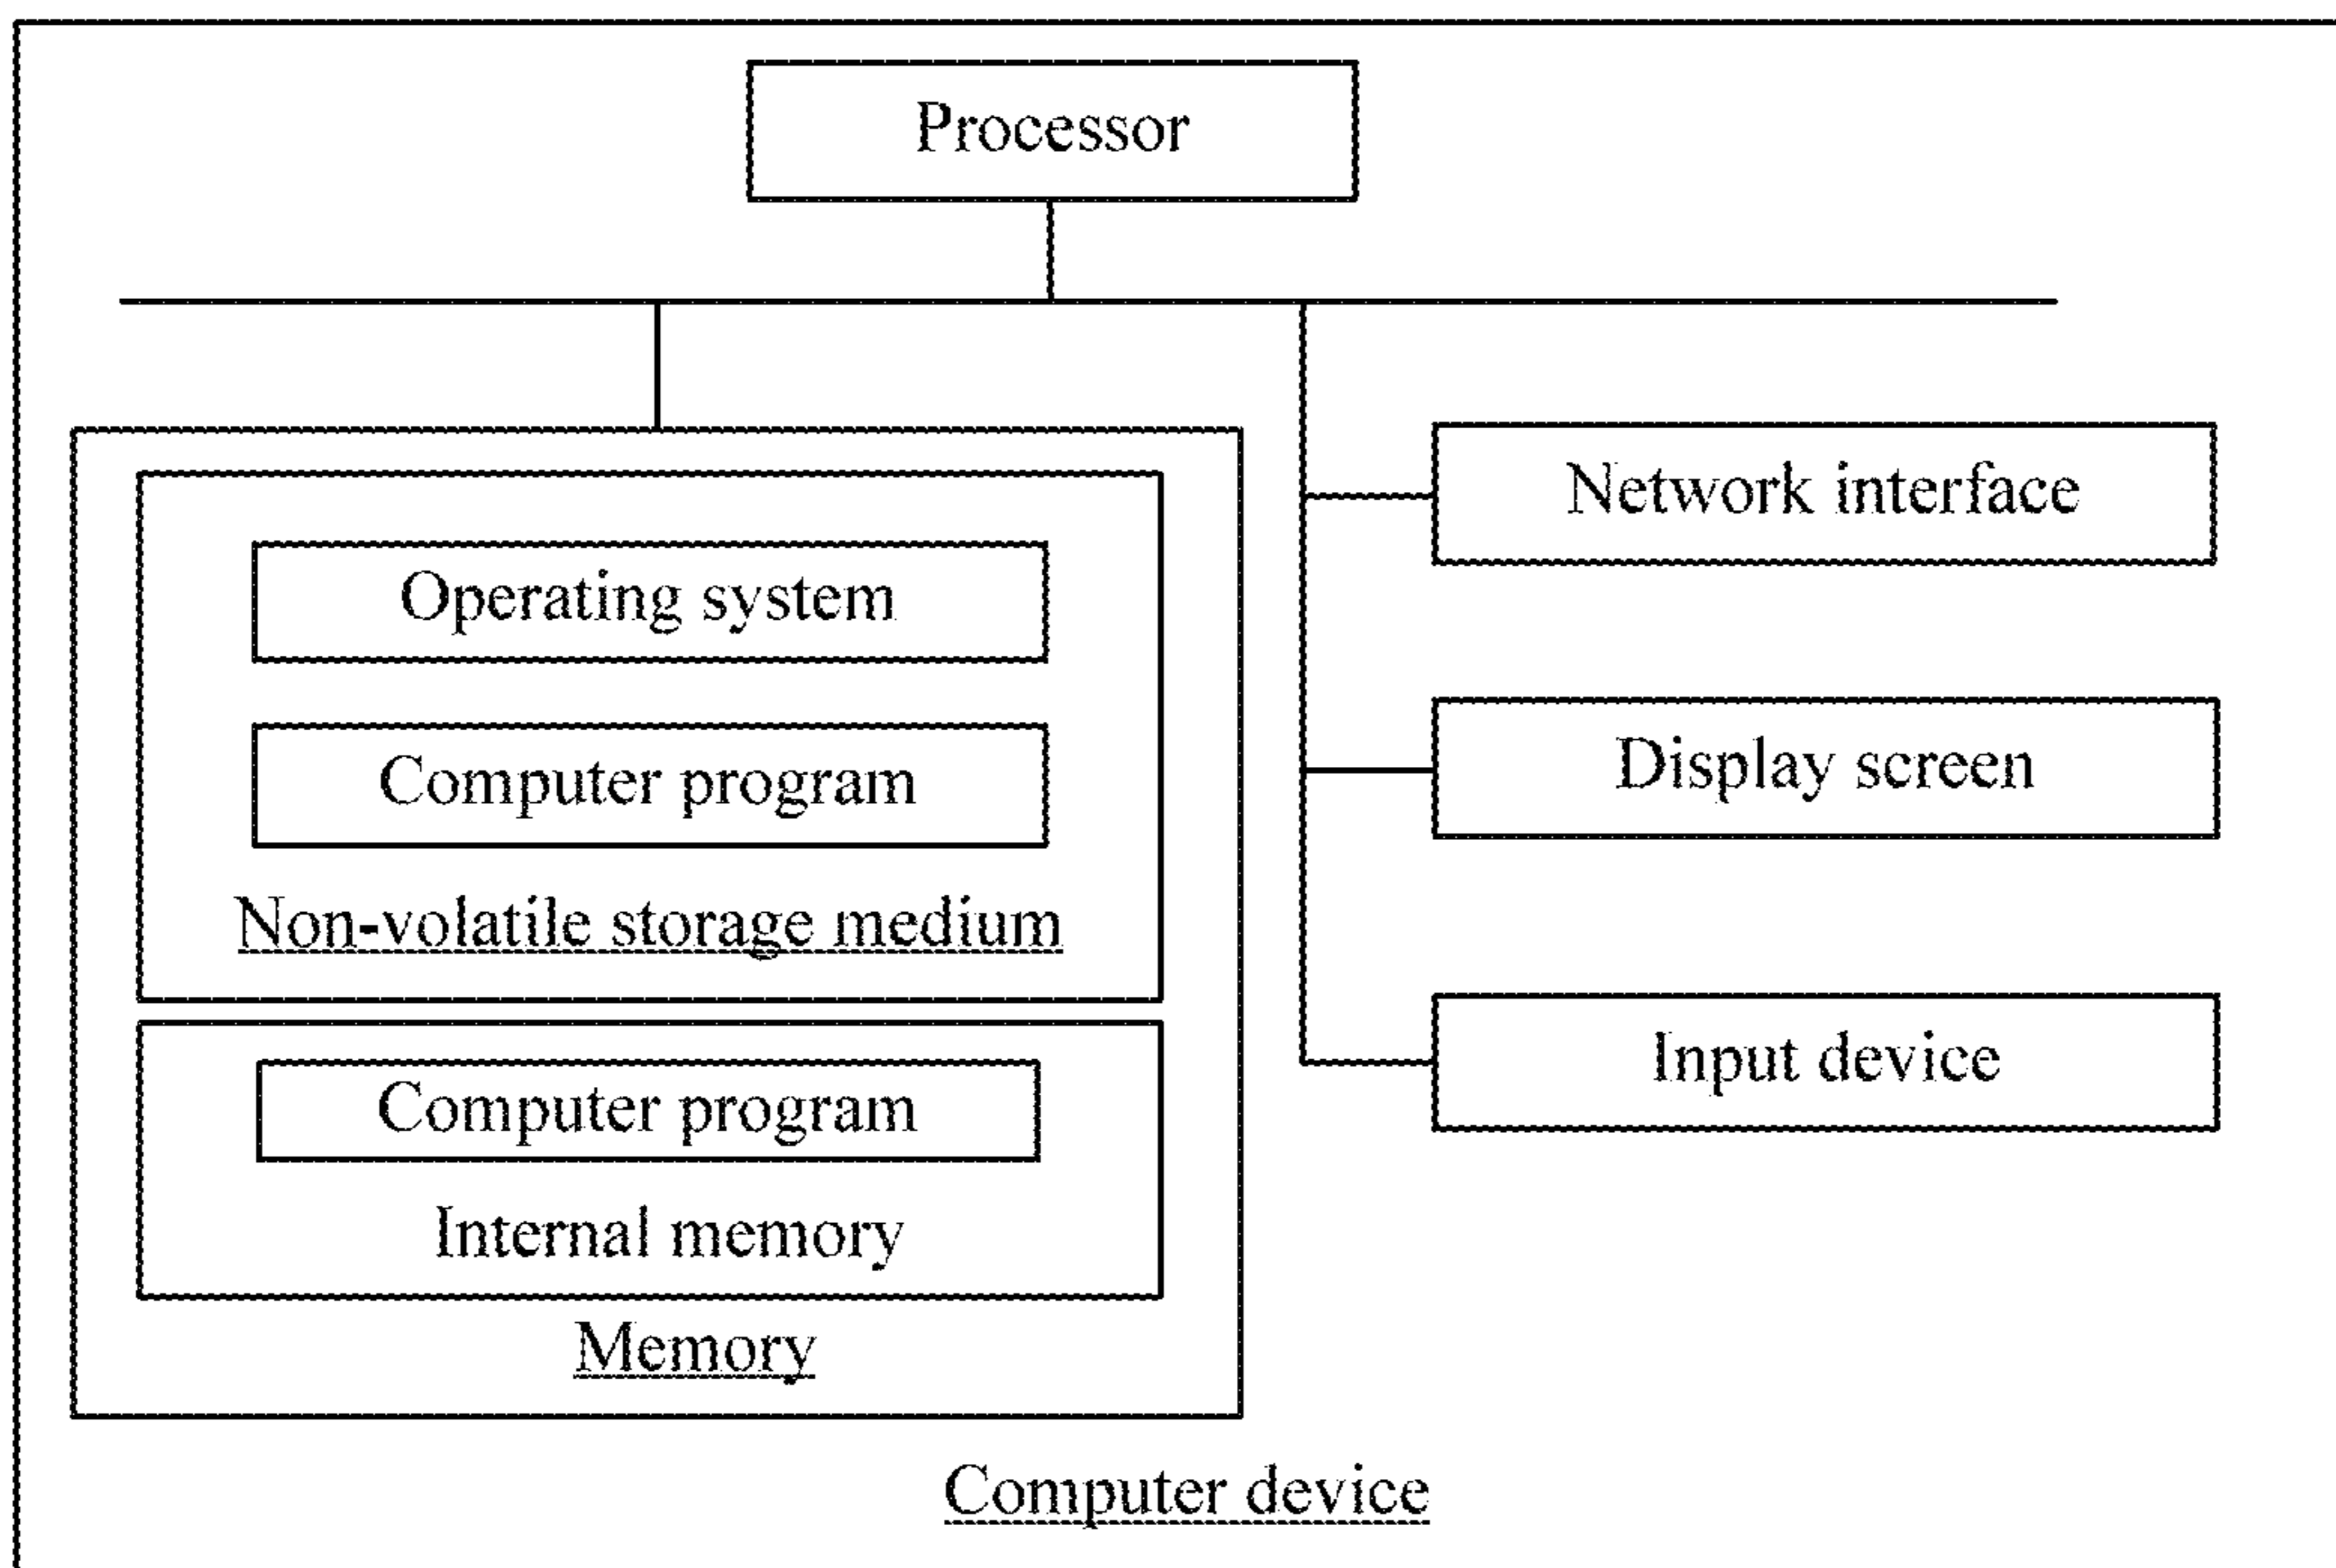 Processor
Network interface
Operating system
Display screen
Computer program
Non-volatile storage medium
Input device
Computer program
Internal memory
Memory
Computer device